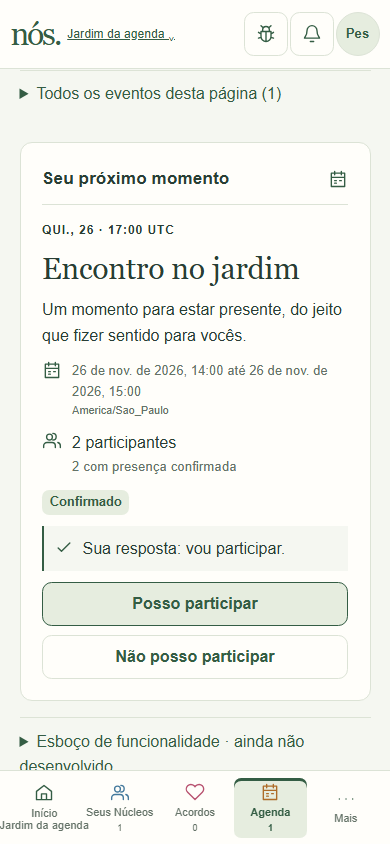 nós. Jardim da agenda
Pes
▶ Todos os eventos desta página (1)
Seu próximo momento
QUI., 26 · 17:00 UTC
Encontro no jardim
Um momento para estar presente, do jeito
que fizer sentido para vocês.
26 de nov. de 2026, 14:00 até 26 de nov. de
2026, 15:00
America/Sao_Paulo
2 participantes
2 com presença confirmada
Confirmado
Sua resposta: vou participar.
Posso participar
Não posso participar
▶ Esboço de funcionalidade · ainda não
desenvolvido
Início
Jardim da agenda
Seus Núcleos
1
Acordos
0
Agenda
1
Mais